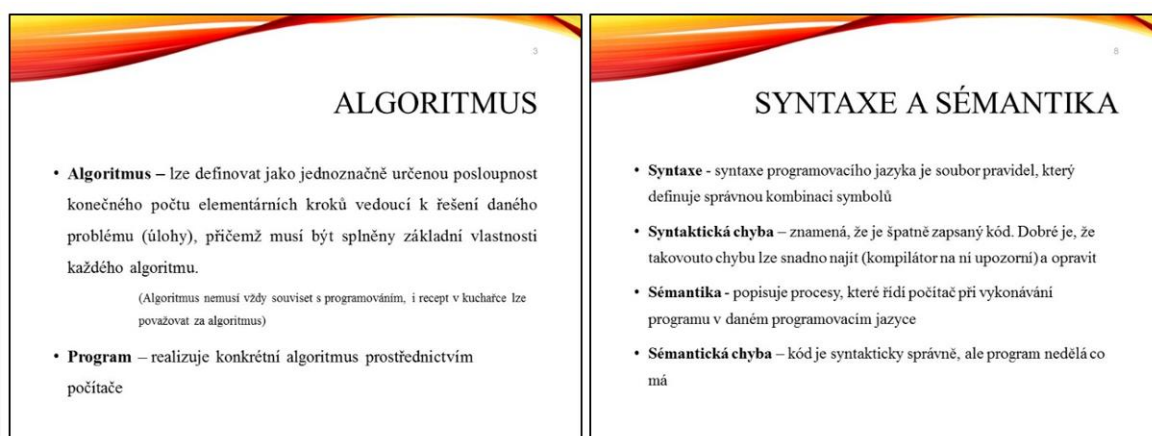 3
ALGORITMUS
• Algoritmus – lze definovat jako jednoznačně určenou posloupnost
konečného počtu elementárních kroků vedoucí k řešení daného
problému (úlohy), přičemž musí být splněny základní vlastnosti
každého algoritmu.
(Algoritmus nemusí vždy souviset s programováním, i recept v kuchařce lze
považovat za algoritmus)
• Program – realizuje konkrétní algoritmus prostřednictvím
počítače
8
SYNTAXE A SÉMANTIKA
• Syntaxe - syntaxe programovacího jazyka je soubor pravidel, který
definuje správnou kombinaci symbolů
• Syntaktická chyba – znamená, že je špatně zapsaný kód. Dobré je, že
takovouto chybu lze snadno najít (kompilátor na ní upozorní) a opravit
• Sémantika - popisuje procesy, které řídí počítač při vykonávání
programu v daném programovacím jazyce
• Sémantická chyba – kód je syntakticky správně, ale program nedělá co
má